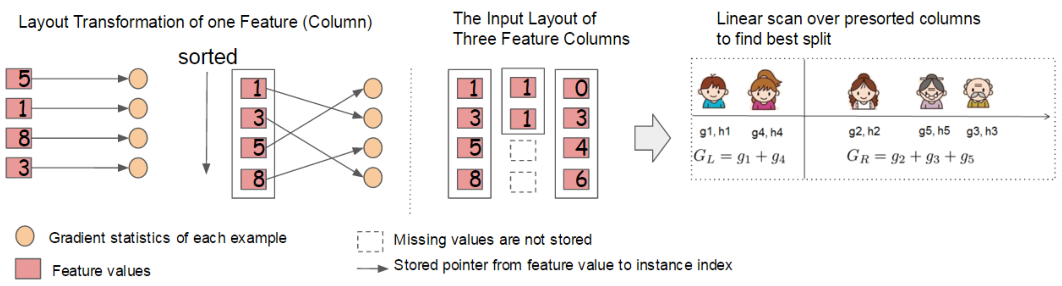 Layout Transformation of one Feature (Column)
sorted
5
1
8
3
1
3
5
8
The Input Layout of
Three Feature Columns
1
3
5
8
1
1
0
3
4
6
Linear scan over presorted columns
to find best split
g1, h1
g4, h4
g2, h2
g5, h5
g3, h3
G_L = g_1 + g_4
G_R = g_2 + g_3 + g_5
Gradient statistics of each example
Feature values
Missing values are not stored
Stored pointer from feature value to instance index